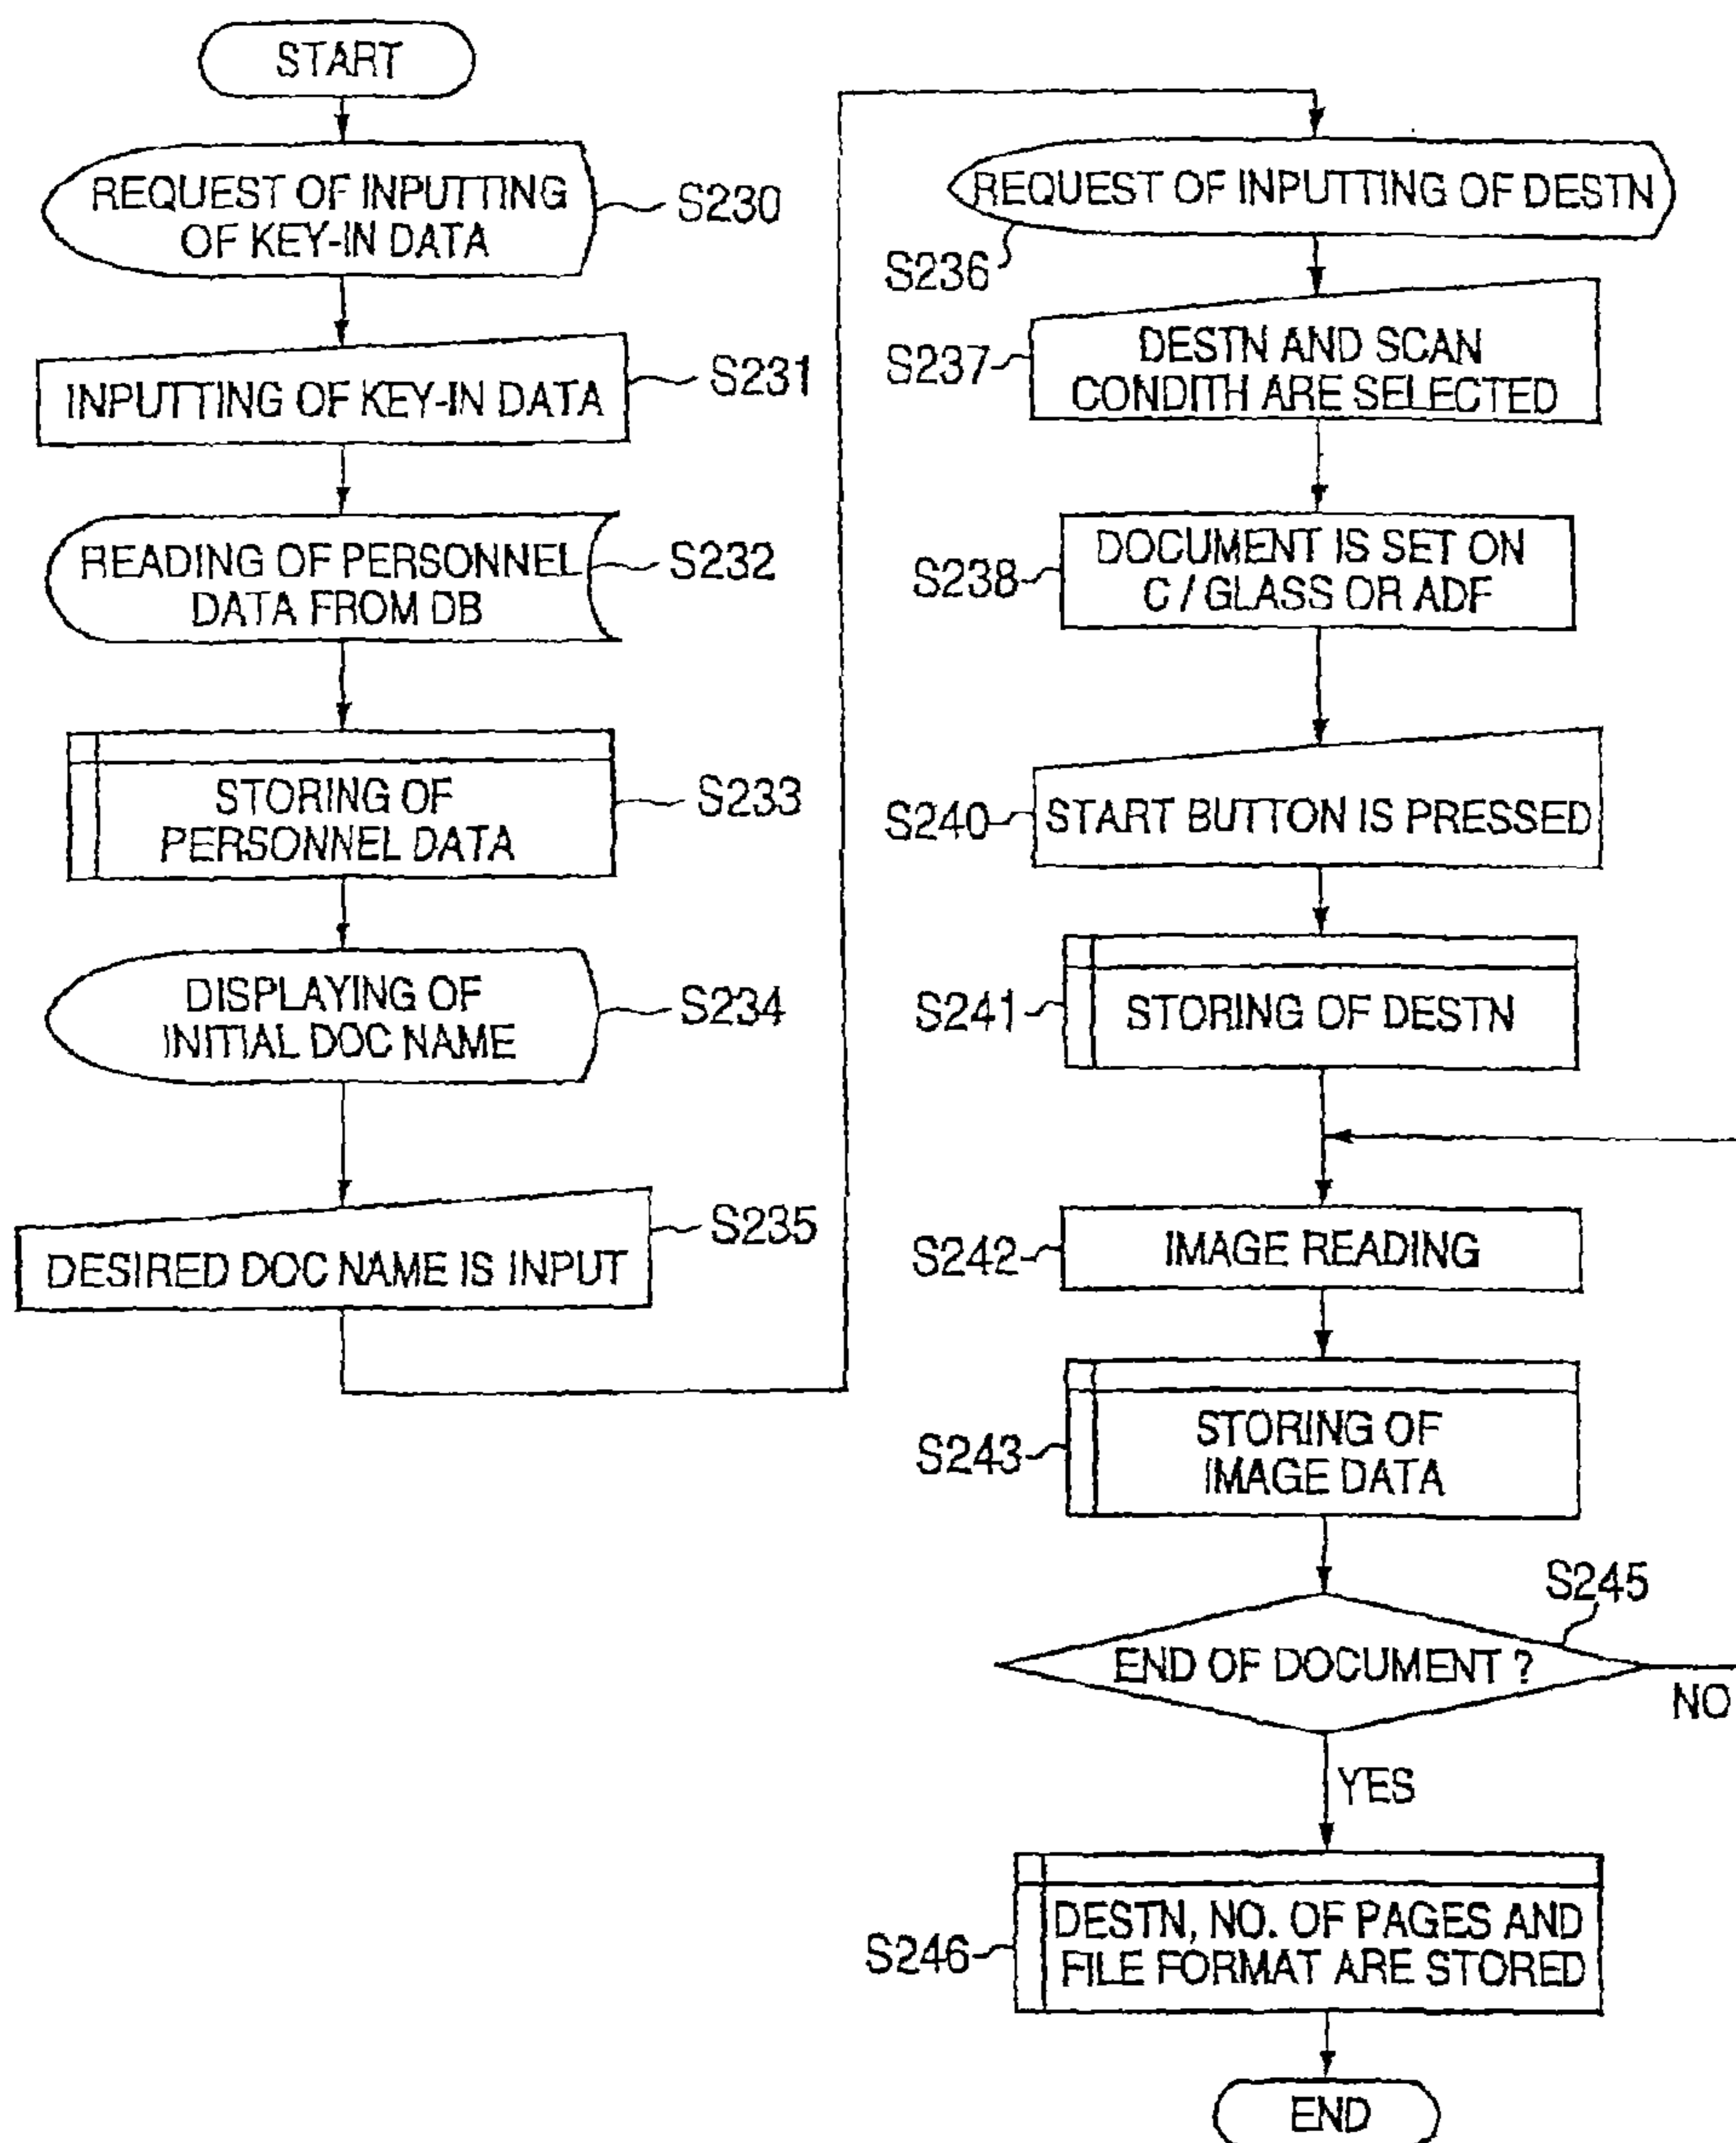 START
REQUEST OF INPUTTING
OF KEY-IN DATA
S230
INPUTTING OF KEY-IN DATA
S231
READING OF PERSONNEL
DATA FROM DB
S232
STORING OF
PERSONNEL DATA
S233
DISPLAYING OF
INITIAL DOC NAME
S234
DESIRED DOC NAME IS INPUT
S235
REQUEST OF INPUTTING OF DESTN
S236
DESTN AND SCAN
CONDITH ARE SELECTED
S237
DOCUMENT IS SET ON
C / GLASS OR ADF
S238
START BUTTON IS PRESSED
S240
STORING OF DESTN
S241
IMAGE READING
S242
STORING OF
IMAGE DATA
S243
END OF DOCUMENT ?
S245
NO
YES
DESTN, NO. OF PAGES AND
FILE FORMAT ARE STORED
S246
END